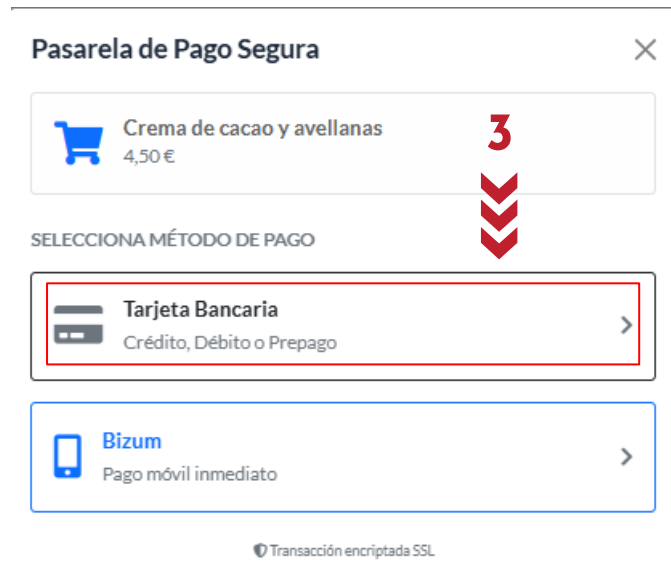 Pasarela de Pago Segura
Crema de cacao y avellanas
4,50 €
3
SELECCIONA MÉTODO DE PAGO
Tarjeta Bancaria
Crédito, Débito o Prepago
Bizum
Pago móvil inmediato
Transacción encriptada SSL